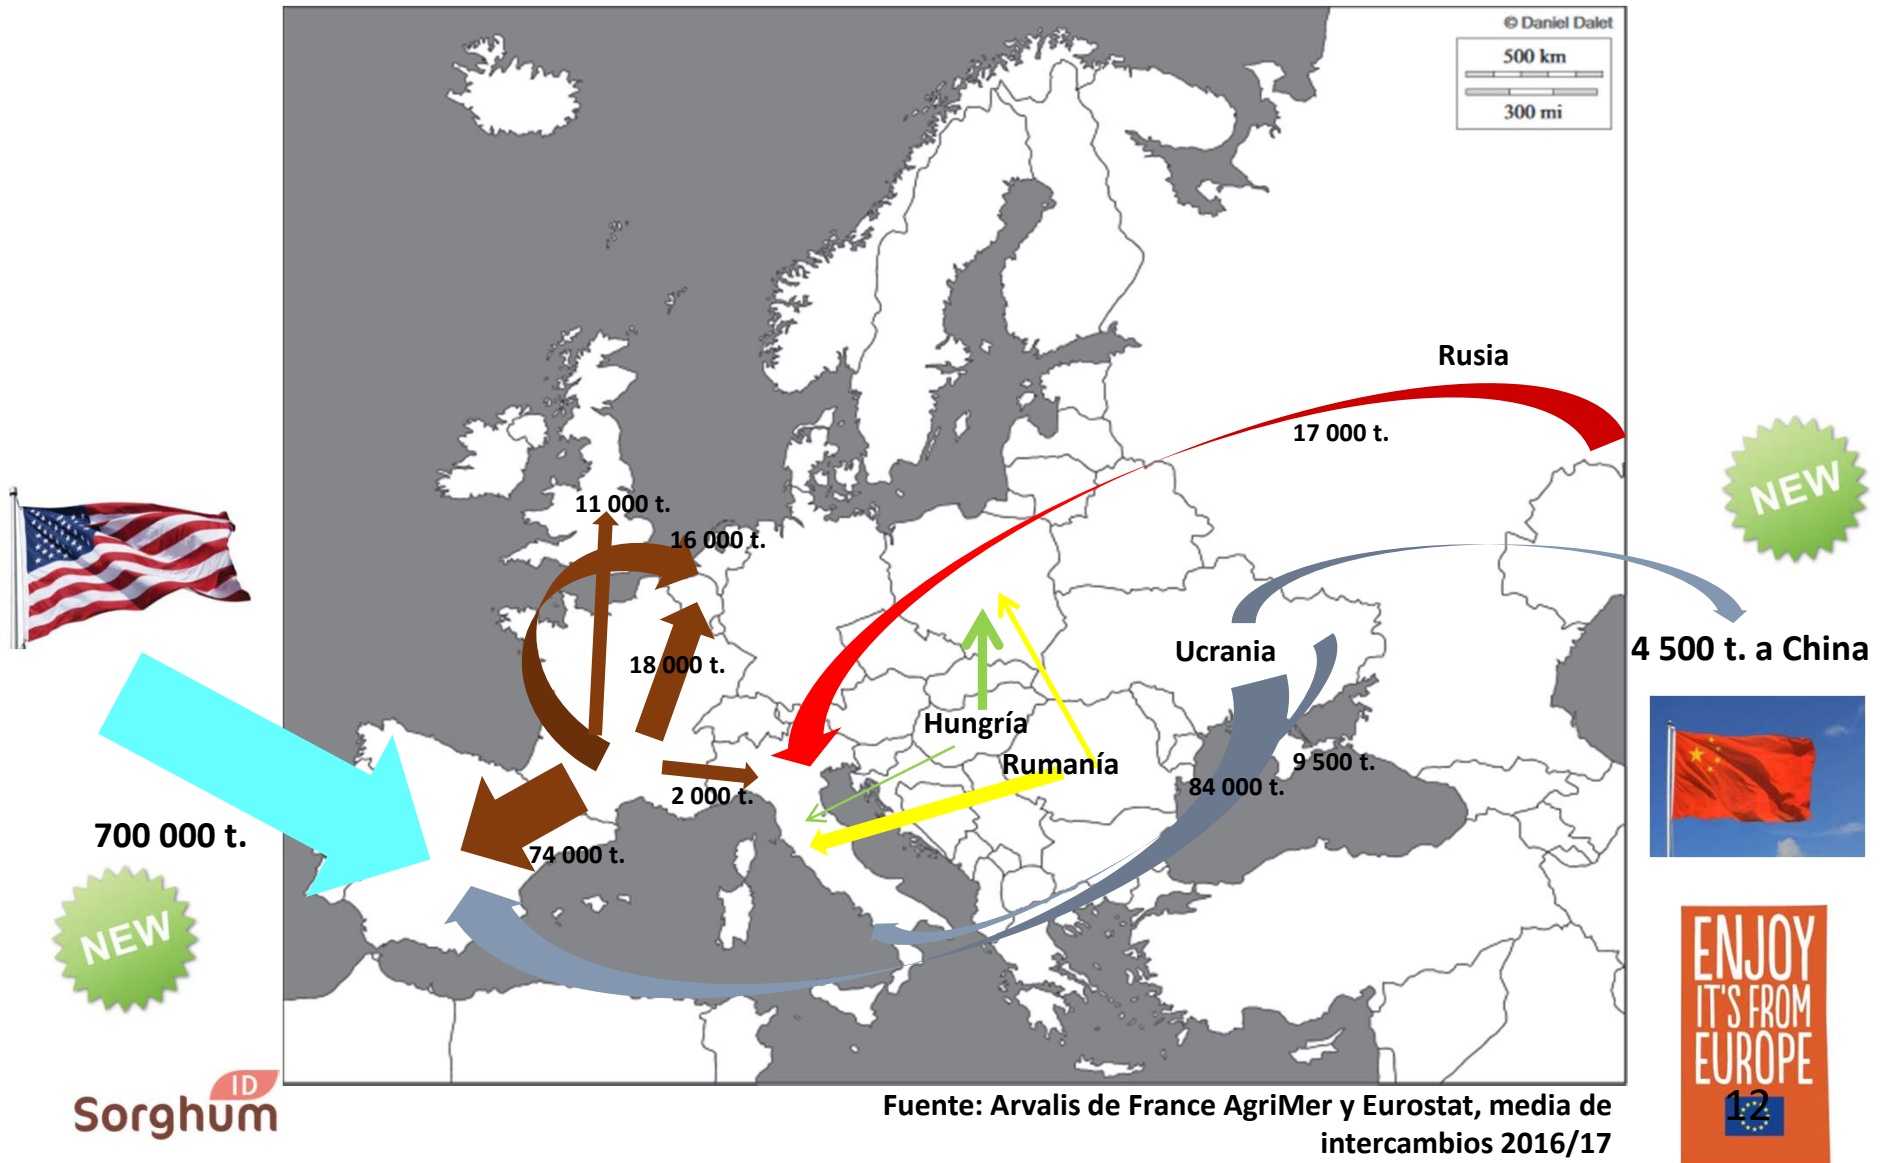 © Daniel Dalet
500 km
300 mi
Rusia
17 000 t.
NEW
11 000 t.
16 000 t.
18 000 t.
Ucrania
4 500 t. a China
Hungría
Rumanía
9 500 t.
84 000 t.
2 000 t.
700 000 t.
74 000 t.
NEW
ENJOY
IT'S FROM
EUROPE
12
ID
Sorghum
Fuente: Arvalis de France AgriMer y Eurostat, media de
intercambios 2016/17